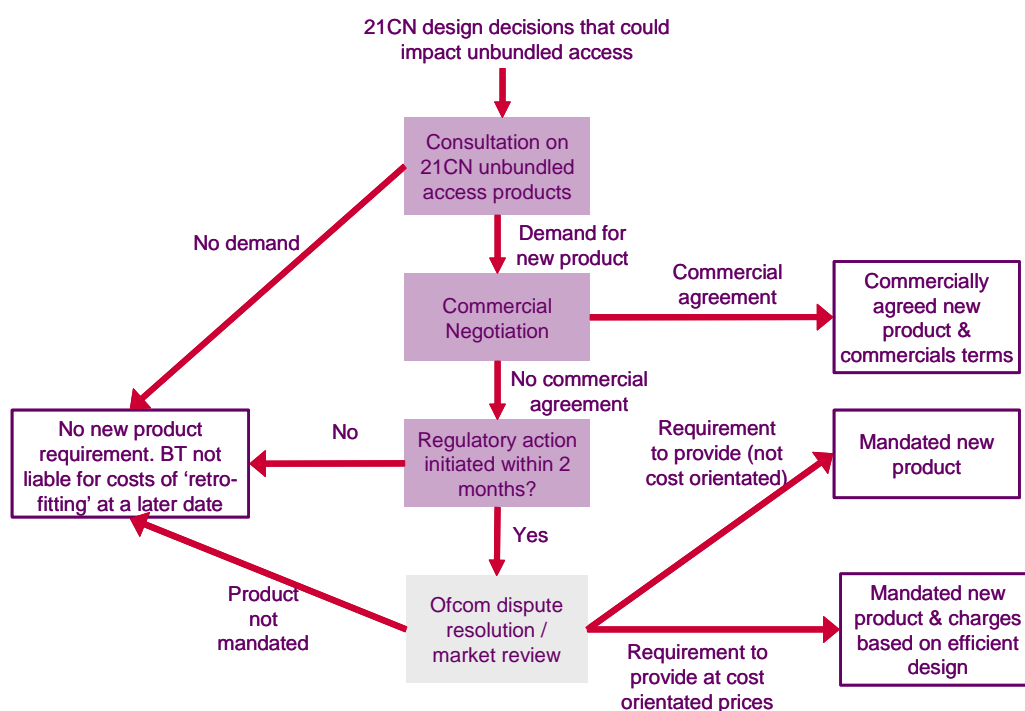 21CN design decisions that could
impact unbundled access
Consultation on
21CN unbundled
access products
No demand
Demand for
new product
Commercial
Negotiation
Commercial
agreement
Commercially
agreed new
product &
commercials terms
No commercial
agreement
No new product
requirement. BT not
liable for costs of ‘retro-
fitting’ at a later date
No
Regulatory action
initiated within 2
months?
Requirement
to provide (not
cost orientated)
Mandated new
product
Yes
Product
not
mandated
Ofcom dispute
resolution /
market review
Requirement to
provide at cost
orientated prices
Mandated new
product & charges
based on efficient
design